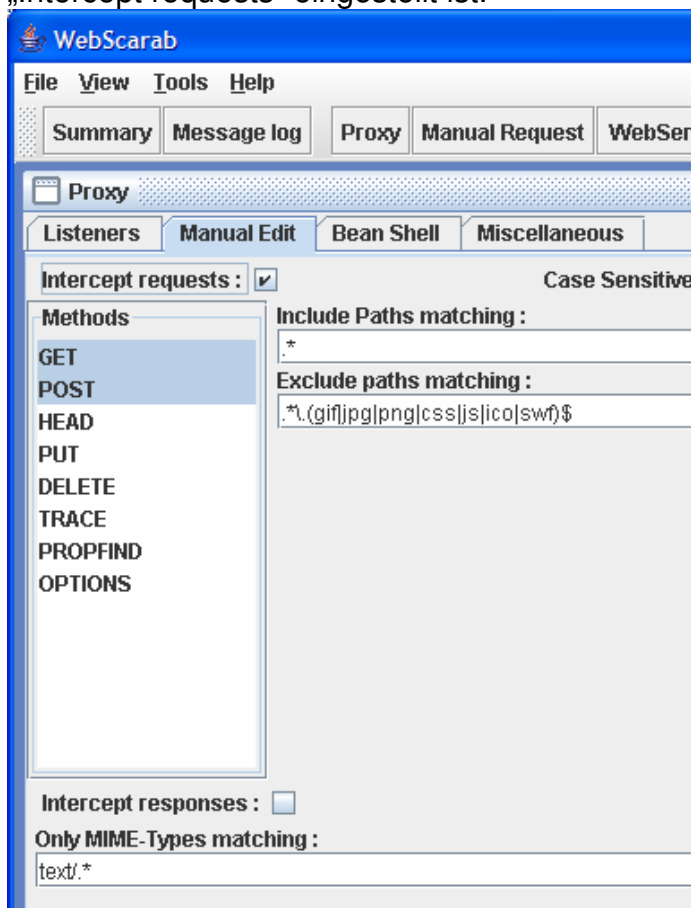 „Intercept requests“ eingestellt ist.
WebScarab
File View Tools Help
Summary Message log Proxy Manual Request WebSer
Proxy
Listeners Manual Edit Bean Shell Miscellaneous
Intercept requests : Case Sensitive
Methods
Include Paths matching :
.*
GET
Exclude paths matching :
POST
.*\.(gif|jpg|png|css|js|ico|swf)$
HEAD
PUT
DELETE
TRACE
PROPFIND
OPTIONS
Intercept responses :
Only MIME-Types matching :
text/.*